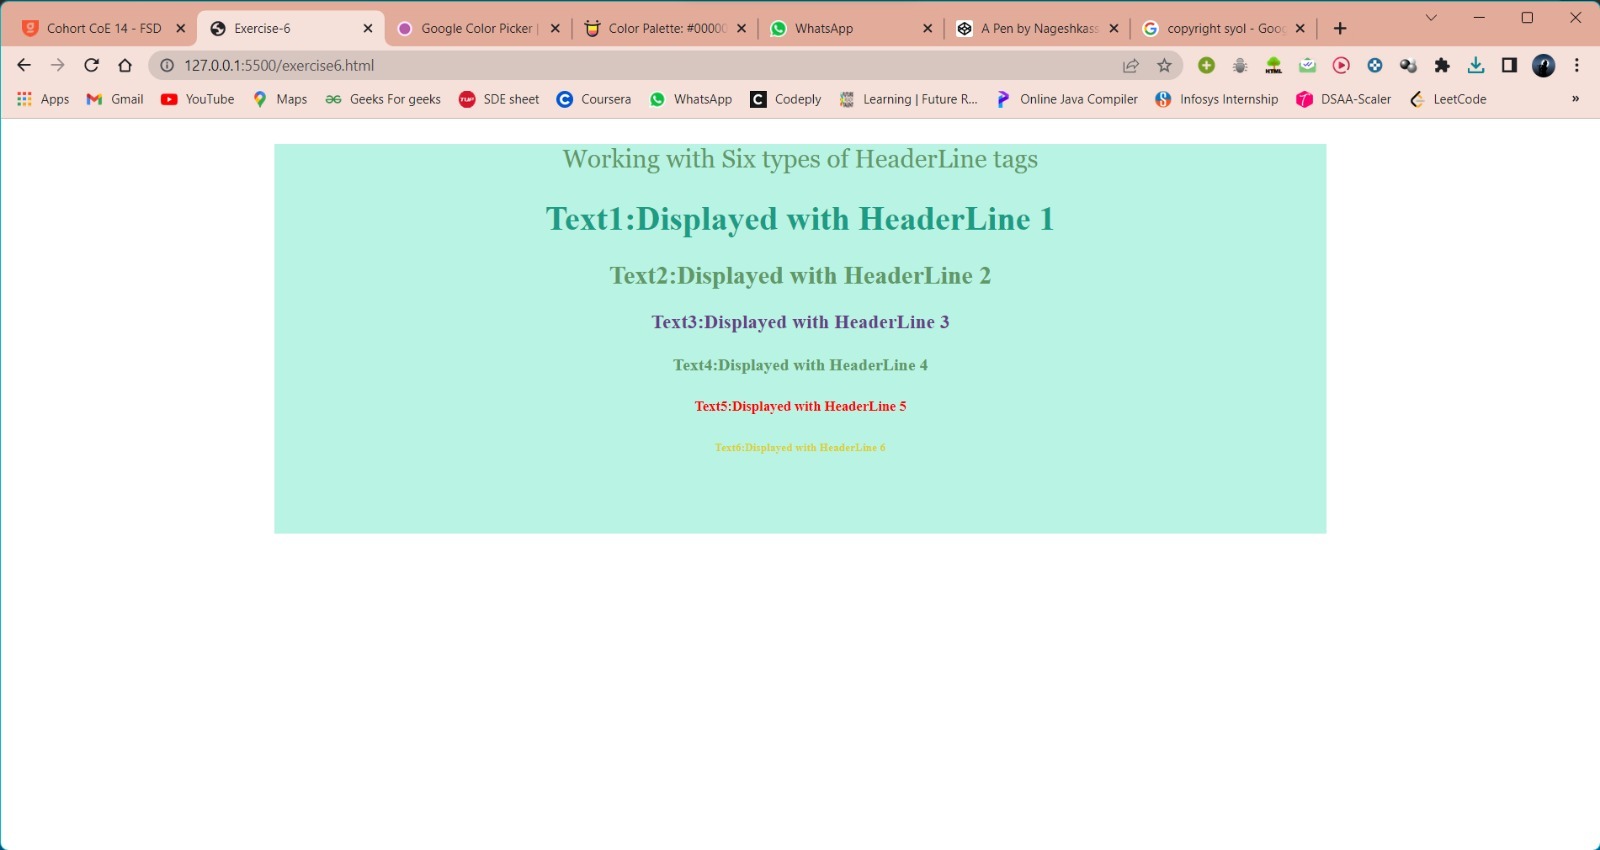 Cohort CoE 14 - FSD
Exercise-6
Google Color Picker |
Color Palette: #0000
WhatsApp
A Pen by Nageshkass
copyright syol - Goog
127.0.0.1:5500/exercise6.html
HTML
Apps
Gmail
YouTube
Maps
Geeks For geeks
TUF
SDE sheet
Coursera
WhatsApp
Codeply
Learning | Future R...
Online Java Compiler
Infosys Internship
DSAA-Scaler
LeetCode
»
Working with Six types of HeaderLine tags
Text1:Displayed with HeaderLine 1
Text2:Displayed with HeaderLine 2
Text3:Displayed with HeaderLine 3
Text4:Displayed with HeaderLine 4
Text5:Displayed with HeaderLine 5
Text6:Displayed with HeaderLine 6